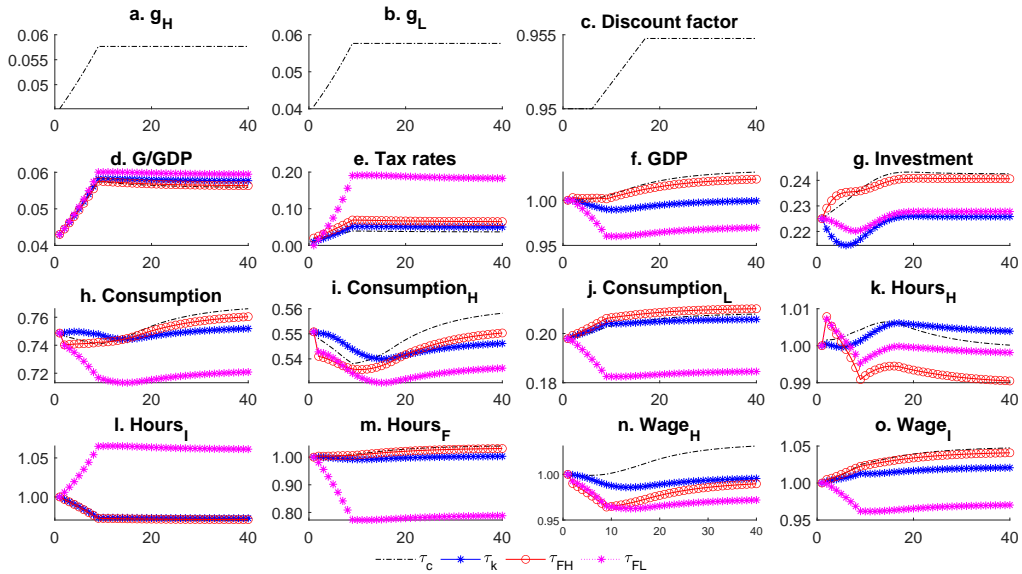 a. g_H
b. g_L
c. Discount factor
0.06
0.055
0.05
0 20 40
0.06
0.05
0.04
0 20 40
0.955
0.95
0 20 40
d. G/GDP
e. Tax rates
f. GDP
g. Investment
0.06
0.05
0.04
0 20 40
0.20
0.10
0.00
0 20 40
1.00
0.95
0 20 40
0.24
0.23
0.22
0 20 40
h. Consumption
i. Consumption_H
j. Consumption_L
k. Hours_H
0.76
0.74
0.72
0 20 40
0.55
0.54
0 20 40
0.20
0.18
0 20 40
1.01
1.00
0.99
0 20 40
l. Hours_I
m. Hours_F
n. Wage_H
o. Wage_I
1.05
1.00
0 20 40
1.00
0.90
0.80
0 20 40
1.00
0.95
0 10 20 30 40
1.05
1.00
0.95
0 20 40
τ_c τ_k τ_FH τ_FL